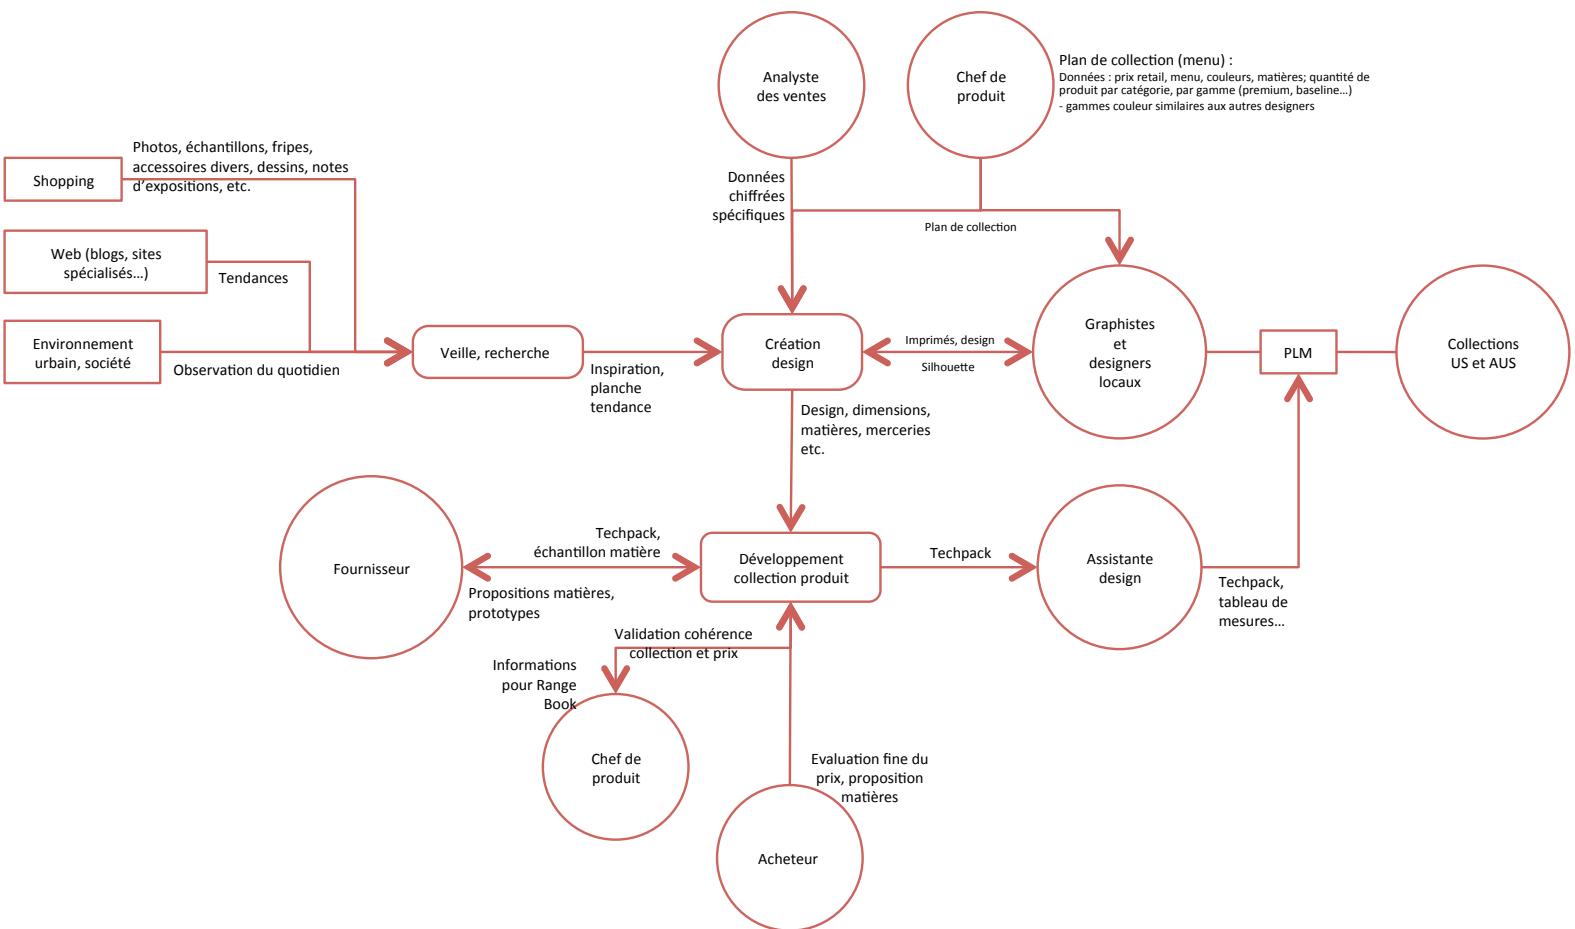 Analyste
des ventes
Chef de
produit
Plan de collection (menu) :
Données : prix retail, menu, couleurs, matières; quantité de
produit par catégorie, par gamme (premium, baseline…)
- gammes couleur similaires aux autres designers
Photos, échantillons, fripes,
accessoires divers, dessins, notes
d’expositions, etc.
Shopping
Données
chiffrées
spécifiques
Plan de collection
Web (blogs, sites
spécialisés…)
Tendances
Environnement
urbain, société
Observation du quotidien
Veille, recherche
Inspiration,
planche
tendance
Création
design
Imprimés, design
Silhouette
Graphistes
et
designers
locaux
PLM
Collections
US et AUS
Design, dimensions,
matières, merceries
etc.
Fournisseur
Techpack,
échantillon matière
Propositions matières,
prototypes
Développement
collection produit
Techpack
Assistante
design
Techpack,
tableau de
mesures…
Validation cohérence
collection et prix
Informations
pour Range
Book
Chef de
produit
Evaluation fine du
prix, proposition
matières
Acheteur